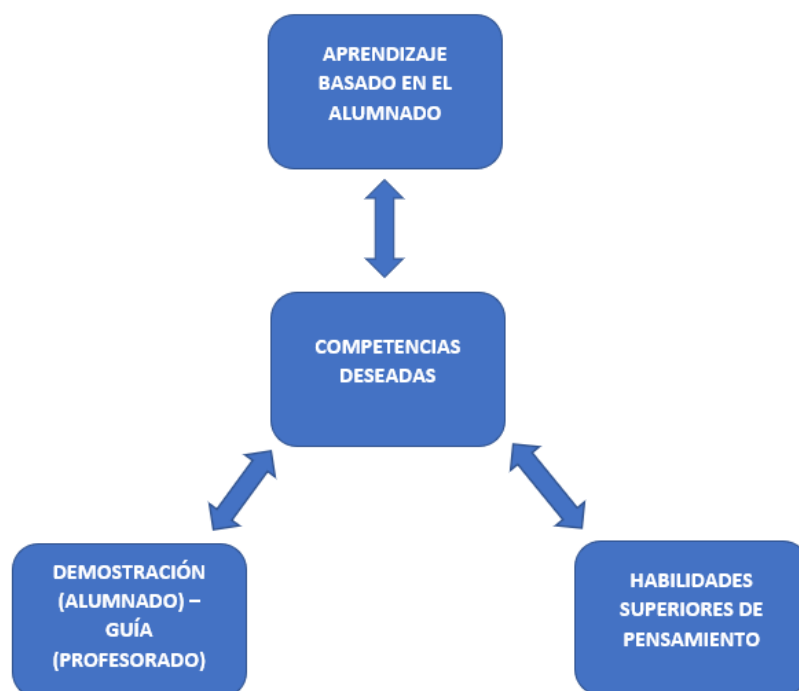 APRENDIZAJE
BASADO EN EL
ALUMNADO
COMPETENCIAS
DESEADAS
DEMOSTRACIÓN
(ALUMNADO) –
GUÍA
(PROFESORADO)
HABILIDADES
SUPERIORES DE
PENSAMIENTO